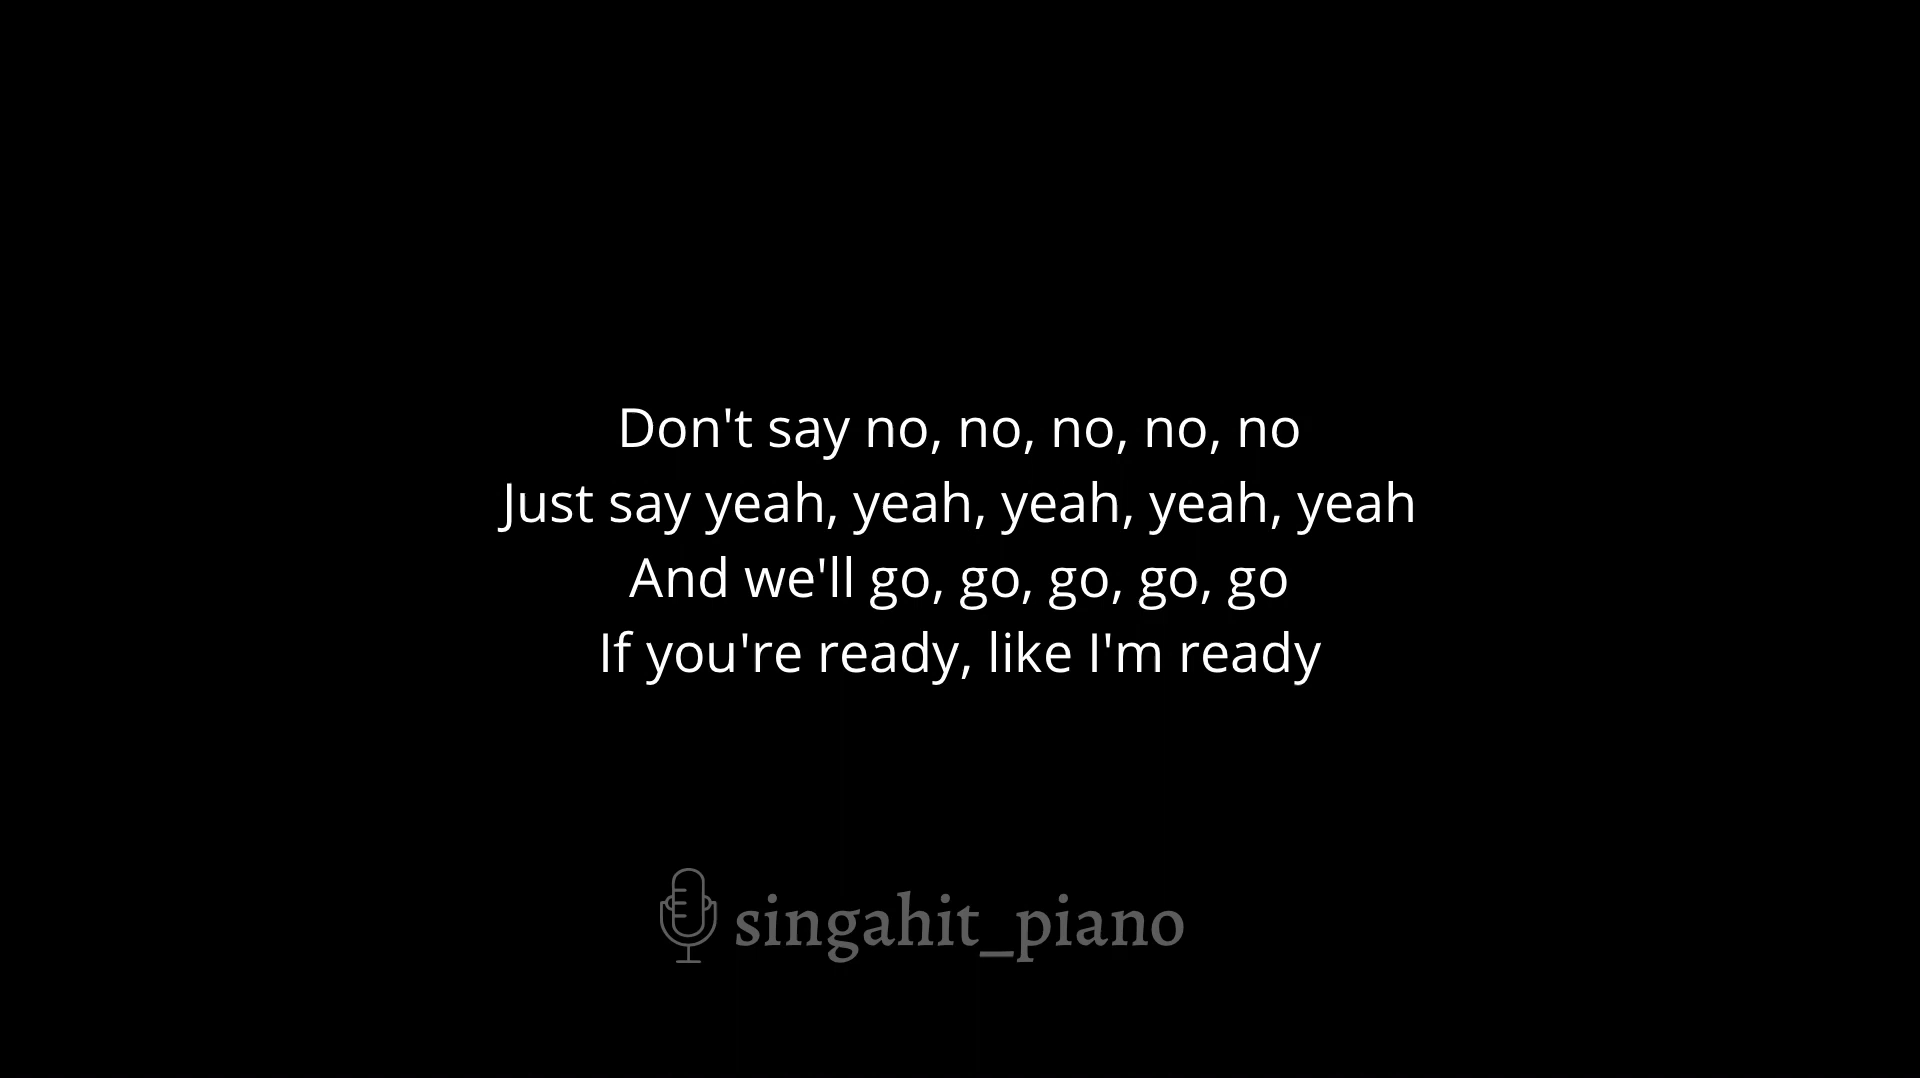 Don't say no, no, no, no, no
Just say yeah, yeah, yeah, yeah, yeah
And we'll go, go, go, go, go
If you're ready, like I'm ready
singahit_piano